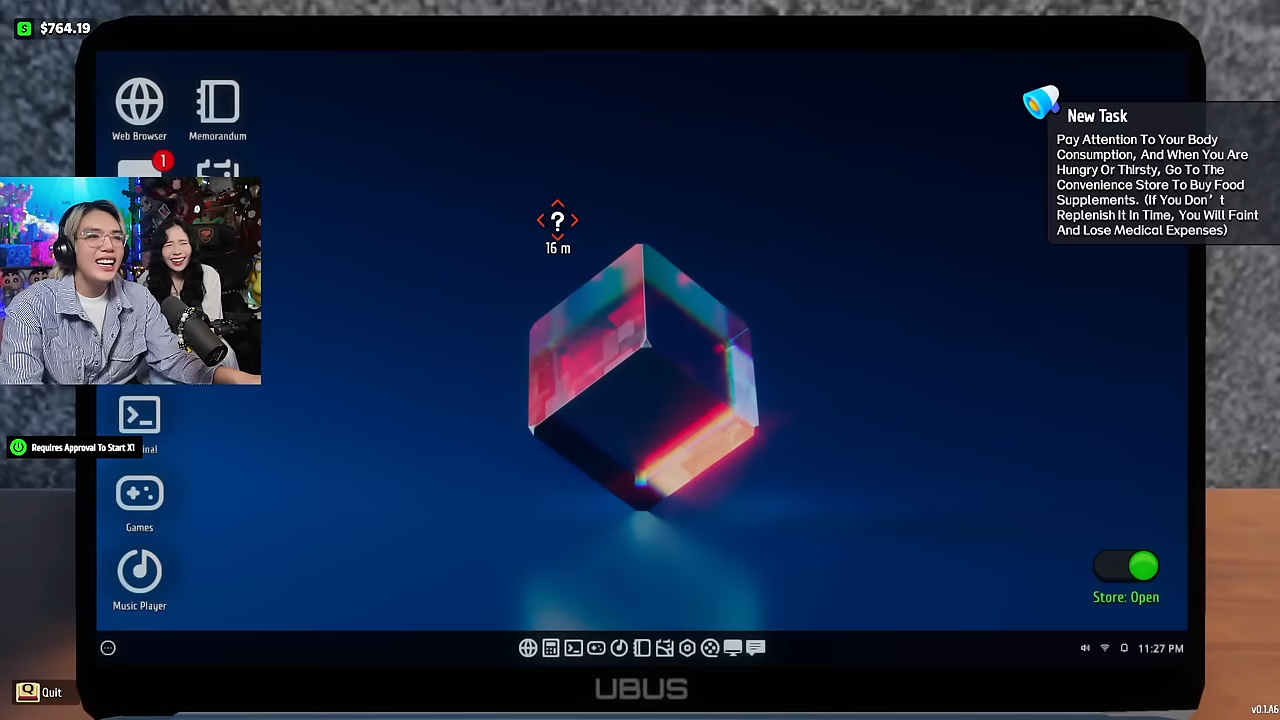 $764.19
Web Browser
Memorandum
1
New Task
Pay Attention To Your Body
Consumption, And When You Are
Hungry Or Thirsty, Go To The
Convenience Store To Buy Food
Supplements. (If You Don't
Replenish It In Time, You Will Faint
And Lose Medical Expenses)
?
16 m
Requires Approval To Start X1
inal
Games
Music Player
Store: Open
11:27 PM
UBUS
Q Quit
v0.1.A6